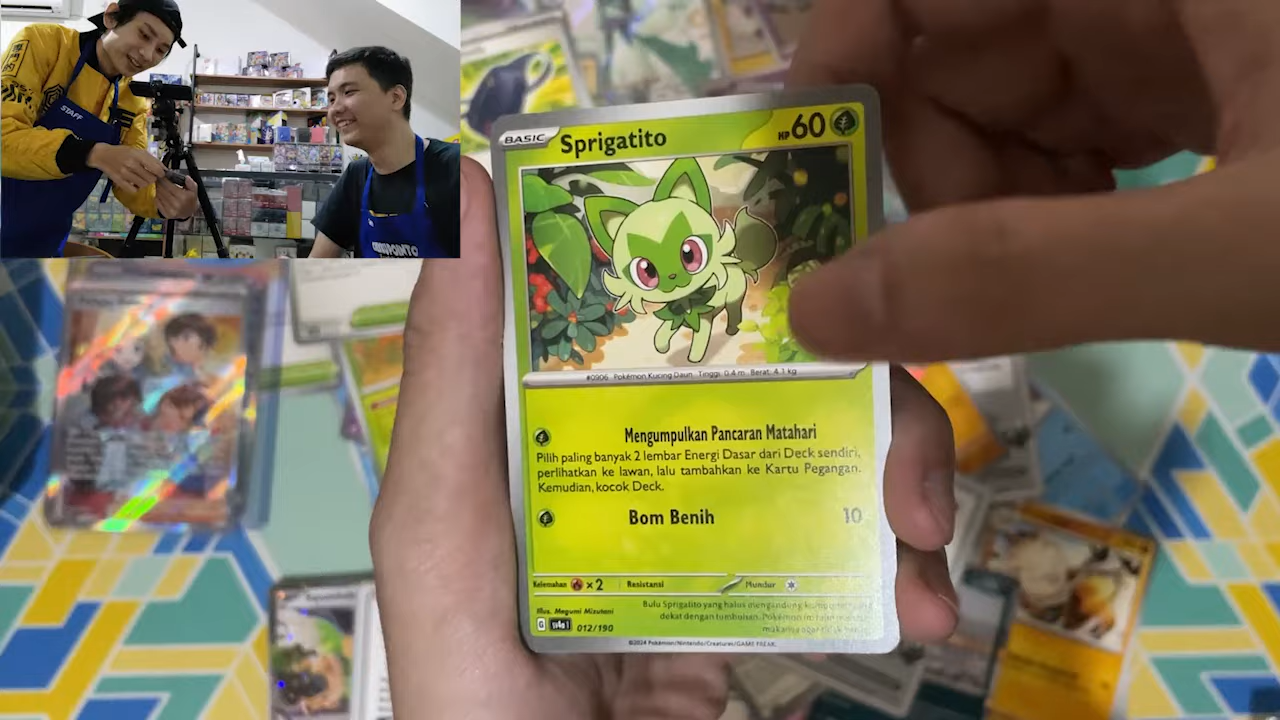 STAFF
BASIC
Sprigatito
HP 60
#0906 Pokémon Kucing Daun Tinggi: 0.4 m Berat: 4.1 kg
Mengumpulkan Pancaran Matahari
Pilih paling banyak 2 lembar Energi Dasar dari Deck sendiri,
perlihatkan ke lawan, lalu tambahkan ke Kartu Pegangan.
Kemudian, kocok Deck.
Bom Benih 10
Kelemahan ×2 Resistansi Mundur
Illus. Megumi Mizutani
Bulu Sprigatito yang halus mengandung
dekat dengan tumbuhan. Pokémon ini
G sv4a I 012/190
©2024 Pokémon/Nintendo/Creatures/GAME FREAK.